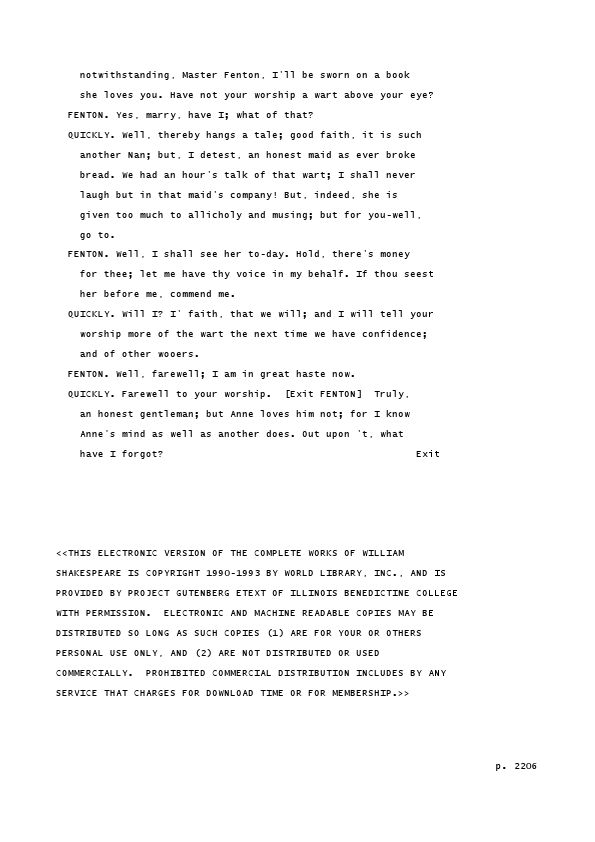 notwithstanding, Master Fenton, I'll be sworn on a book
she loves you. Have not your worship a wart above your eye?
FENTON. Yes, marry, have I; what of that?
QUICKLY. Well, thereby hangs a tale; good faith, it is such
another Nan; but, I detest, an honest maid as ever broke
bread. We had an hour's talk of that wart; I shall never
laugh but in that maid's company! But, indeed, she is
given too much to allicholy and musing; but for you-well,
go to.
FENTON. Well, I shall see her to-day. Hold, there's money
for thee; let me have thy voice in my behalf. If thou seest
her before me, commend me.
QUICKLY. Will I? I' faith, that we will; and I will tell your
worship more of the wart the next time we have confidence;
and of other wooers.
FENTON. Well, farewell; I am in great haste now.
QUICKLY. Farewell to your worship.  [Exit FENTON]  Truly,
an honest gentleman; but Anne loves him not; for I know
Anne's mind as well as another does. Out upon 't, what
have I forgot? Exit
<<THIS ELECTRONIC VERSION OF THE COMPLETE WORKS OF WILLIAM
SHAKESPEARE IS COPYRIGHT 1990-1993 BY WORLD LIBRARY, INC., AND IS
PROVIDED BY PROJECT GUTENBERG ETEXT OF ILLINOIS BENEDICTINE COLLEGE
WITH PERMISSION.  ELECTRONIC AND MACHINE READABLE COPIES MAY BE
DISTRIBUTED SO LONG AS SUCH COPIES (1) ARE FOR YOUR OR OTHERS
PERSONAL USE ONLY, AND (2) ARE NOT DISTRIBUTED OR USED
COMMERCIALLY.  PROHIBITED COMMERCIAL DISTRIBUTION INCLUDES BY ANY
SERVICE THAT CHARGES FOR DOWNLOAD TIME OR FOR MEMBERSHIP.>>
p. 2206